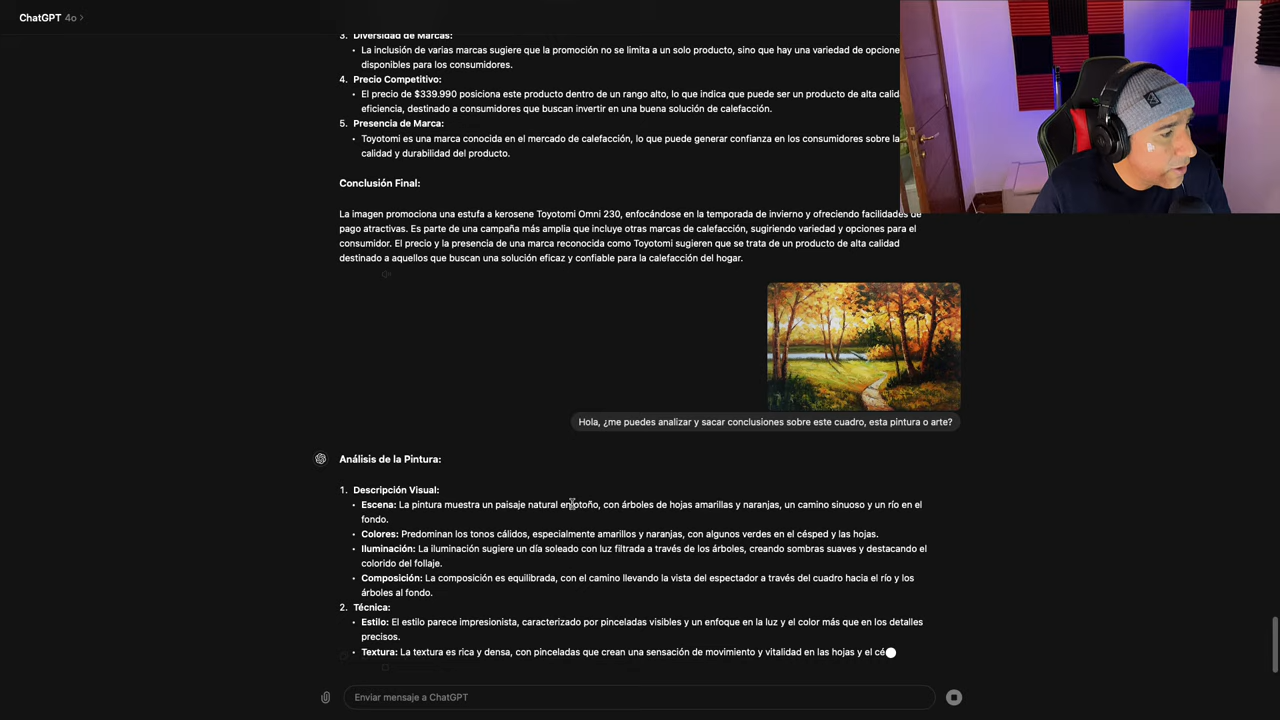 ChatGPT 4o >
3. Diversidad de Marcas:
• La inclusión de varias marcas sugiere que la promoción no se limita a un solo producto, sino que hay una variedad de opcione
disponibles para los consumidores.
4. Precio Competitivo:
• El precio de $339.990 posiciona este producto dentro de un rango alto, lo que indica que puede ser un producto de alta calid
eficiencia, destinado a consumidores que buscan invertir en una buena solución de calefacción.
5. Presencia de Marca:
• Toyotomi es una marca conocida en el mercado de calefacción, lo que puede generar confianza en los consumidores sobre la
calidad y durabilidad del producto.
Conclusión Final:
La imagen promociona una estufa a kerosene Toyotomi Omni 230, enfocándose en la temporada de invierno y ofreciendo facilidades de
pago atractivas. Es parte de una campaña más amplia que incluye otras marcas de calefacción, sugiriendo variedad y opciones para el
consumidor. El precio y la presencia de una marca reconocida como Toyotomi sugieren que se trata de un producto de alta calidad
destinado a aquellos que buscan una solución eficaz y confiable para la calefacción del hogar.
Hola, ¿me puedes analizar y sacar conclusiones sobre este cuadro, esta pintura o arte?
Análisis de la Pintura:
1. Descripción Visual:
• Escena: La pintura muestra un paisaje natural en otoño, con árboles de hojas amarillas y naranjas, un camino sinuoso y un río en el
fondo.
• Colores: Predominan los tonos cálidos, especialmente amarillos y naranjas, con algunos verdes en el césped y las hojas.
• Iluminación: La iluminación sugiere un día soleado con luz filtrada a través de los árboles, creando sombras suaves y destacando el
colorido del follaje.
• Composición: La composición es equilibrada, con el camino llevando la vista del espectador a través del cuadro hacia el río y los
árboles al fondo.
2. Técnica:
• Estilo: El estilo parece impresionista, caracterizado por pinceladas visibles y un enfoque en la luz y el color más que en los detalles
precisos.
• Textura: La textura es rica y densa, con pinceladas que crean una sensación de movimiento y vitalidad en las hojas y el cé
Enviar mensaje a ChatGPT